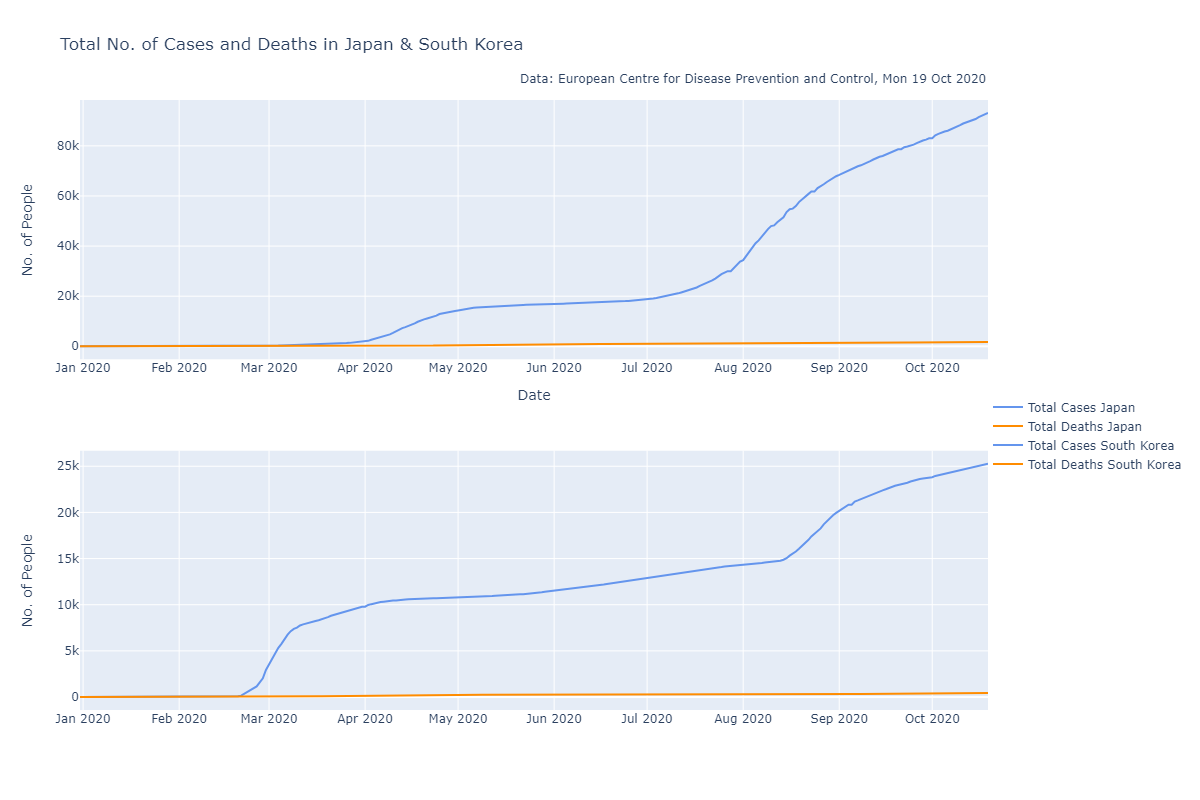 Total No. of Cases and Deaths in Japan & South Korea
Data: European Centre for Disease Prevention and Control, Mon 19 Oct 2020
No. of People
80k
60k
40k
20k
0
Jan 2020 Feb 2020 Mar 2020 Apr 2020 May 2020 Jun 2020 Jul 2020 Aug 2020 Sep 2020 Oct 2020
Date
Total Cases Japan
Total Deaths Japan
Total Cases South Korea
Total Deaths South Korea
No. of People
25k
20k
15k
10k
5k
0
Jan 2020 Feb 2020 Mar 2020 Apr 2020 May 2020 Jun 2020 Jul 2020 Aug 2020 Sep 2020 Oct 2020